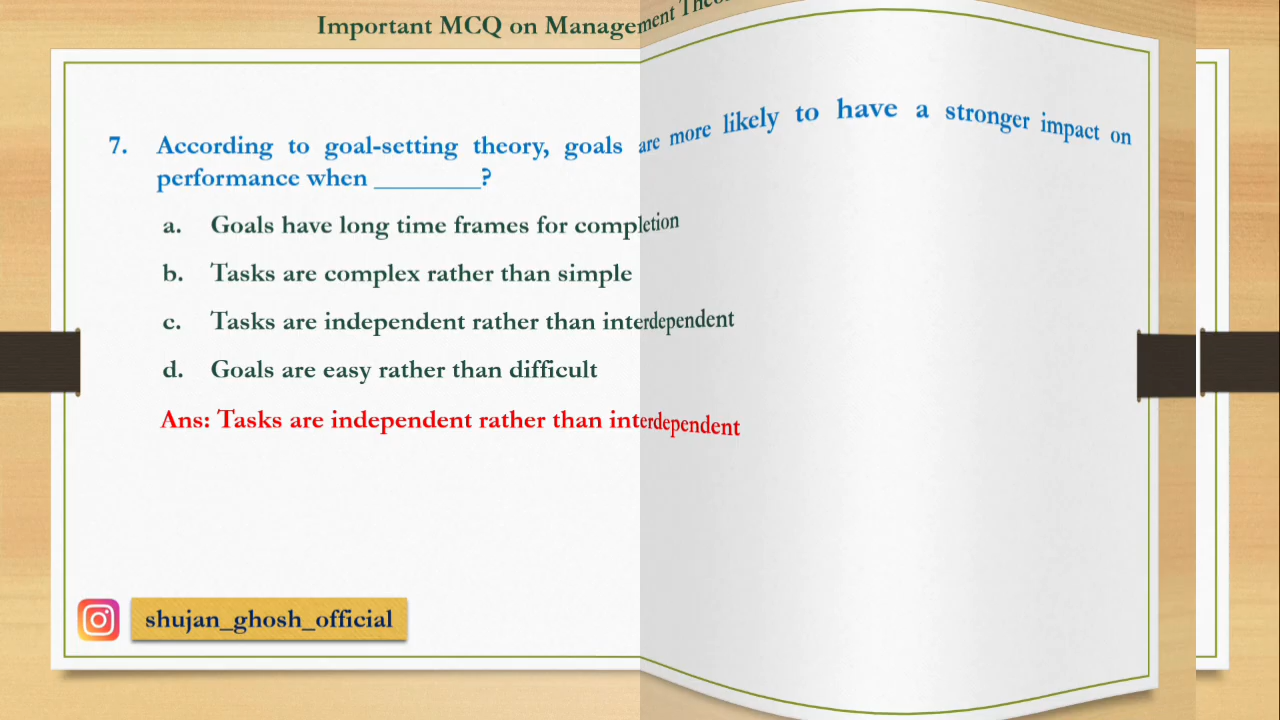 Important MCQ on Management Theo
7. According to goal-setting theory, goals are more likely to have a stronger impact on
performance when ________?
a. Goals have long time frames for completion
b. Tasks are complex rather than simple
c. Tasks are independent rather than interdependent
d. Goals are easy rather than difficult
Ans: Tasks are independent rather than interdependent
shujan_ghosh_official